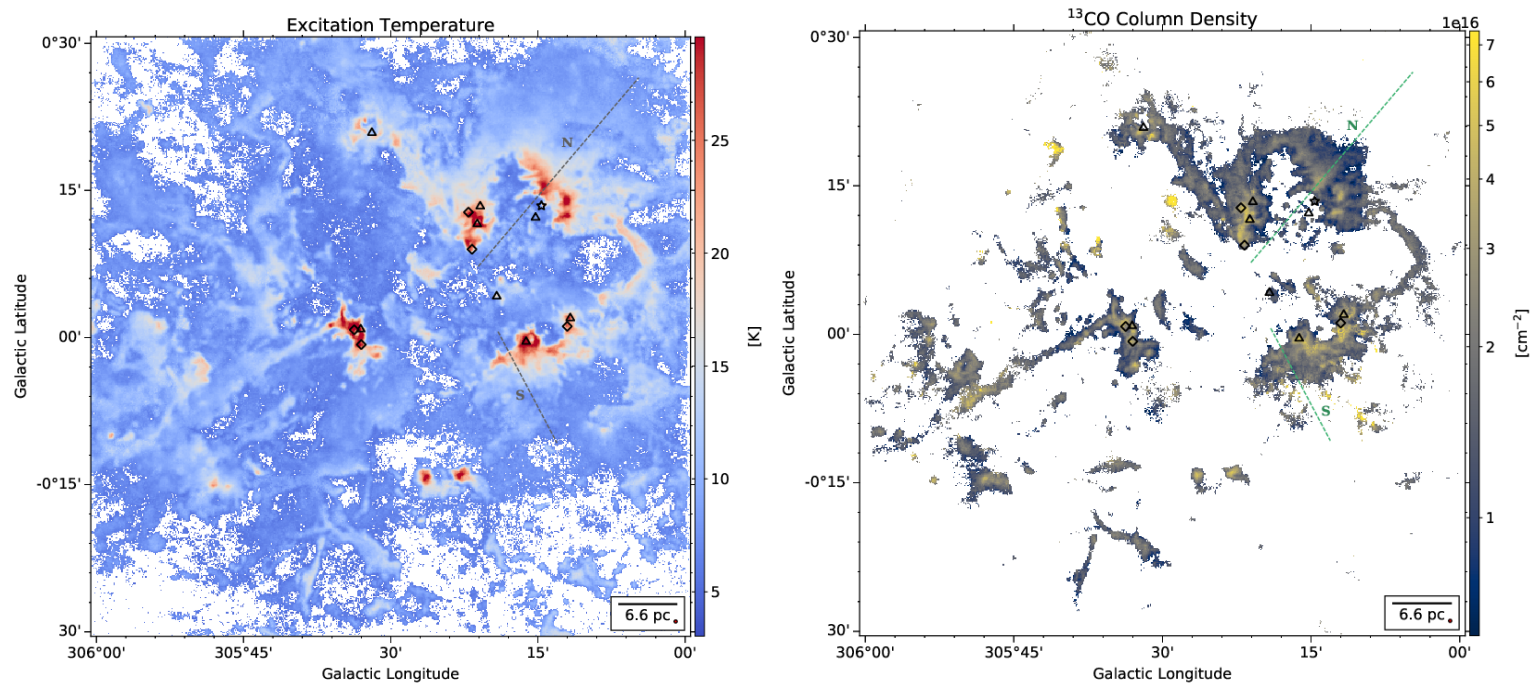 Excitation Temperature
0°30'
15'
00'
-0°15'
30'
306°00'
305°45'
30'
15'
00'
Galactic Longitude
Galactic Latitude
N
S
6.6 pc
25
20
15
10
5
[K]
¹³CO Column Density
1e16
0°30'
15'
00'
-0°15'
30'
306°00'
305°45'
30'
15'
00'
Galactic Longitude
Galactic Latitude
N
S
6.6 pc
7
6
5
4
3
2
1
[cm⁻²]